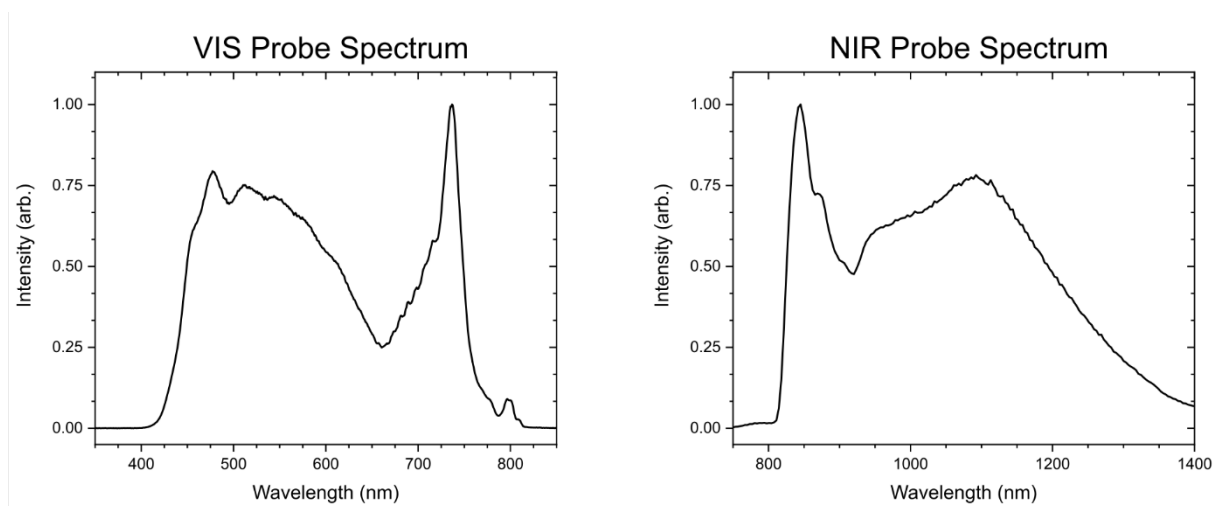 VIS Probe Spectrum
1.00
0.75
0.50
0.25
0.00
Intensity (arb.)
400 500 600 700 800
Wavelength (nm)
NIR Probe Spectrum
1.00
0.75
0.50
0.25
0.00
Intensity (arb.)
800 1000 1200 1400
Wavelength (nm)